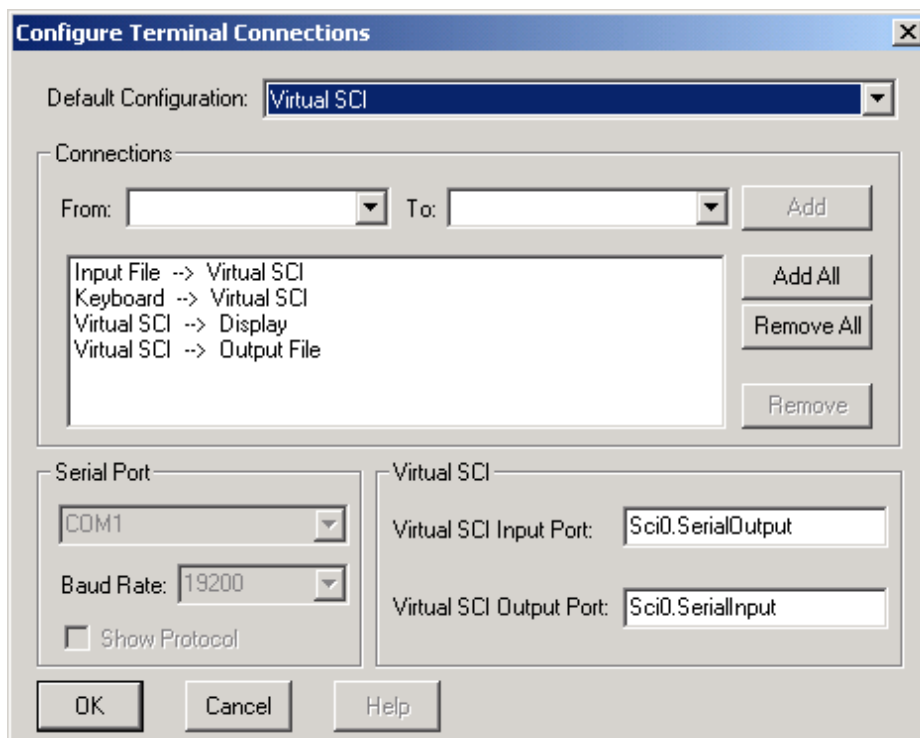 Configure Terminal Connections
Default Configuration: Virtual SCI
Connections
From: To: Add
Input File --> Virtual SCI
Keyboard --> Virtual SCI
Virtual SCI --> Display
Virtual SCI --> Output File
Add All
Remove All
Remove
Serial Port
COM1
Baud Rate: 19200
Show Protocol
Virtual SCI
Virtual SCI Input Port: Sci0.SerialOutput
Virtual SCI Output Port: Sci0.SerialInput
OK Cancel Help